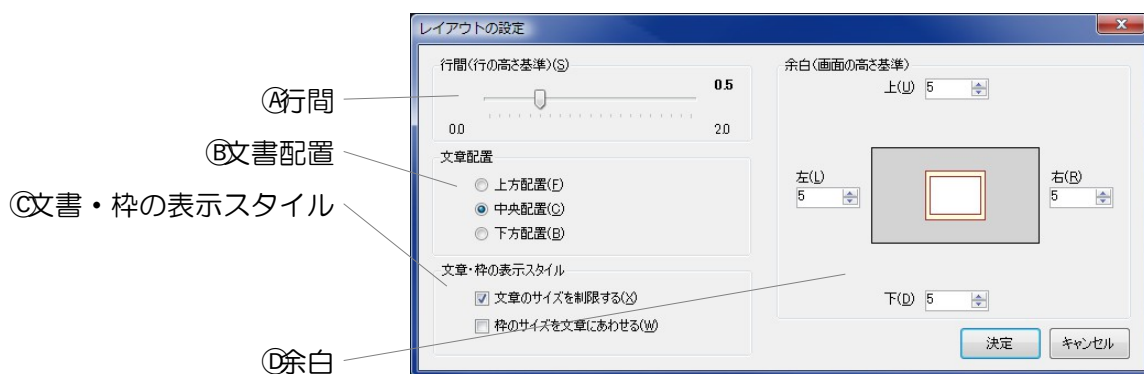 レイアウトの設定
行間(行の高さ基準)(S)
0.5
0.0
2.0
文章配置
上方配置(F)
中央配置(C)
下方配置(B)
文章・枠の表示スタイル
文章のサイズを制限する(X)
枠のサイズを文章にあわせる(W)
余白(画面の高さ基準)
上(U) 5
左(L)
5
右(R)
5
下(D) 5
決定
キャンセル
Ⓐ行間
Ⓑ文書配置
Ⓒ文書・枠の表示スタイル
Ⓓ余白